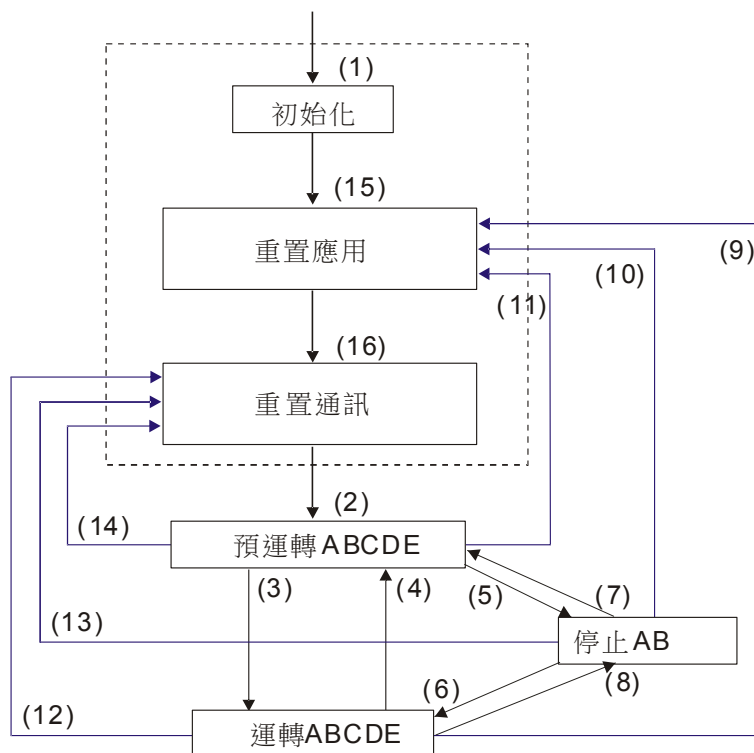 (1)
初始化
(15)
重置應用
(9)
(10)
(11)
(16)
重置通訊
(2)
(14)
預運轉ABCDE
(3)
(4)
(5)
(7)
(13)
停止AB
(6)
(8)
(12)
運轉ABCDE